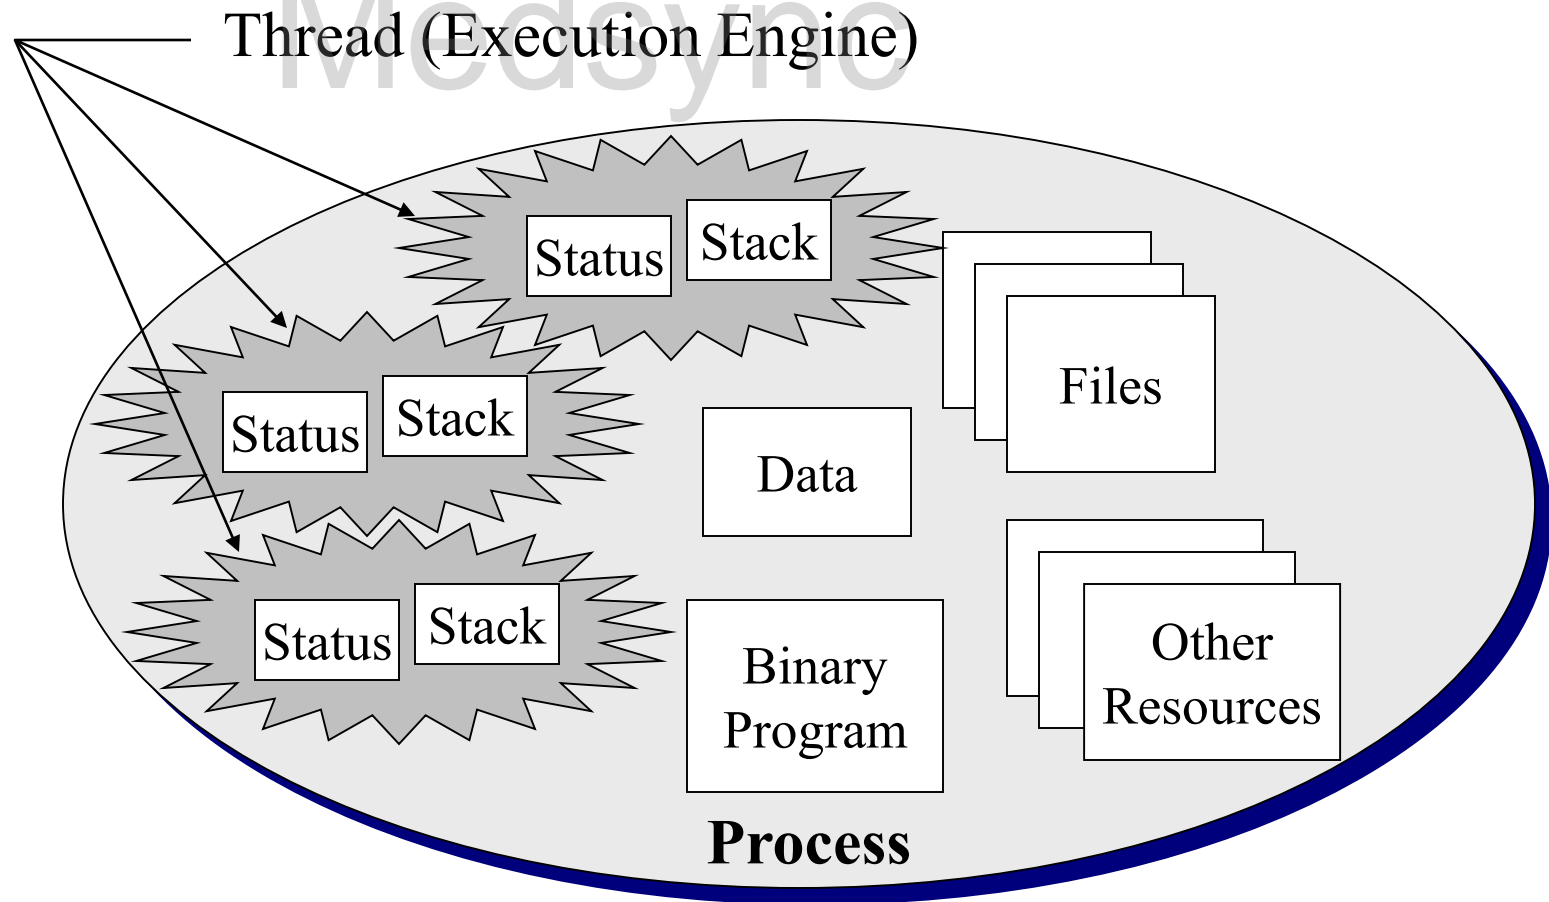 Medsync
Thread (Execution Engine)
Status
Stack
Status
Stack
Status
Stack
Files
Data
Other
Resources
Binary
Program
Process